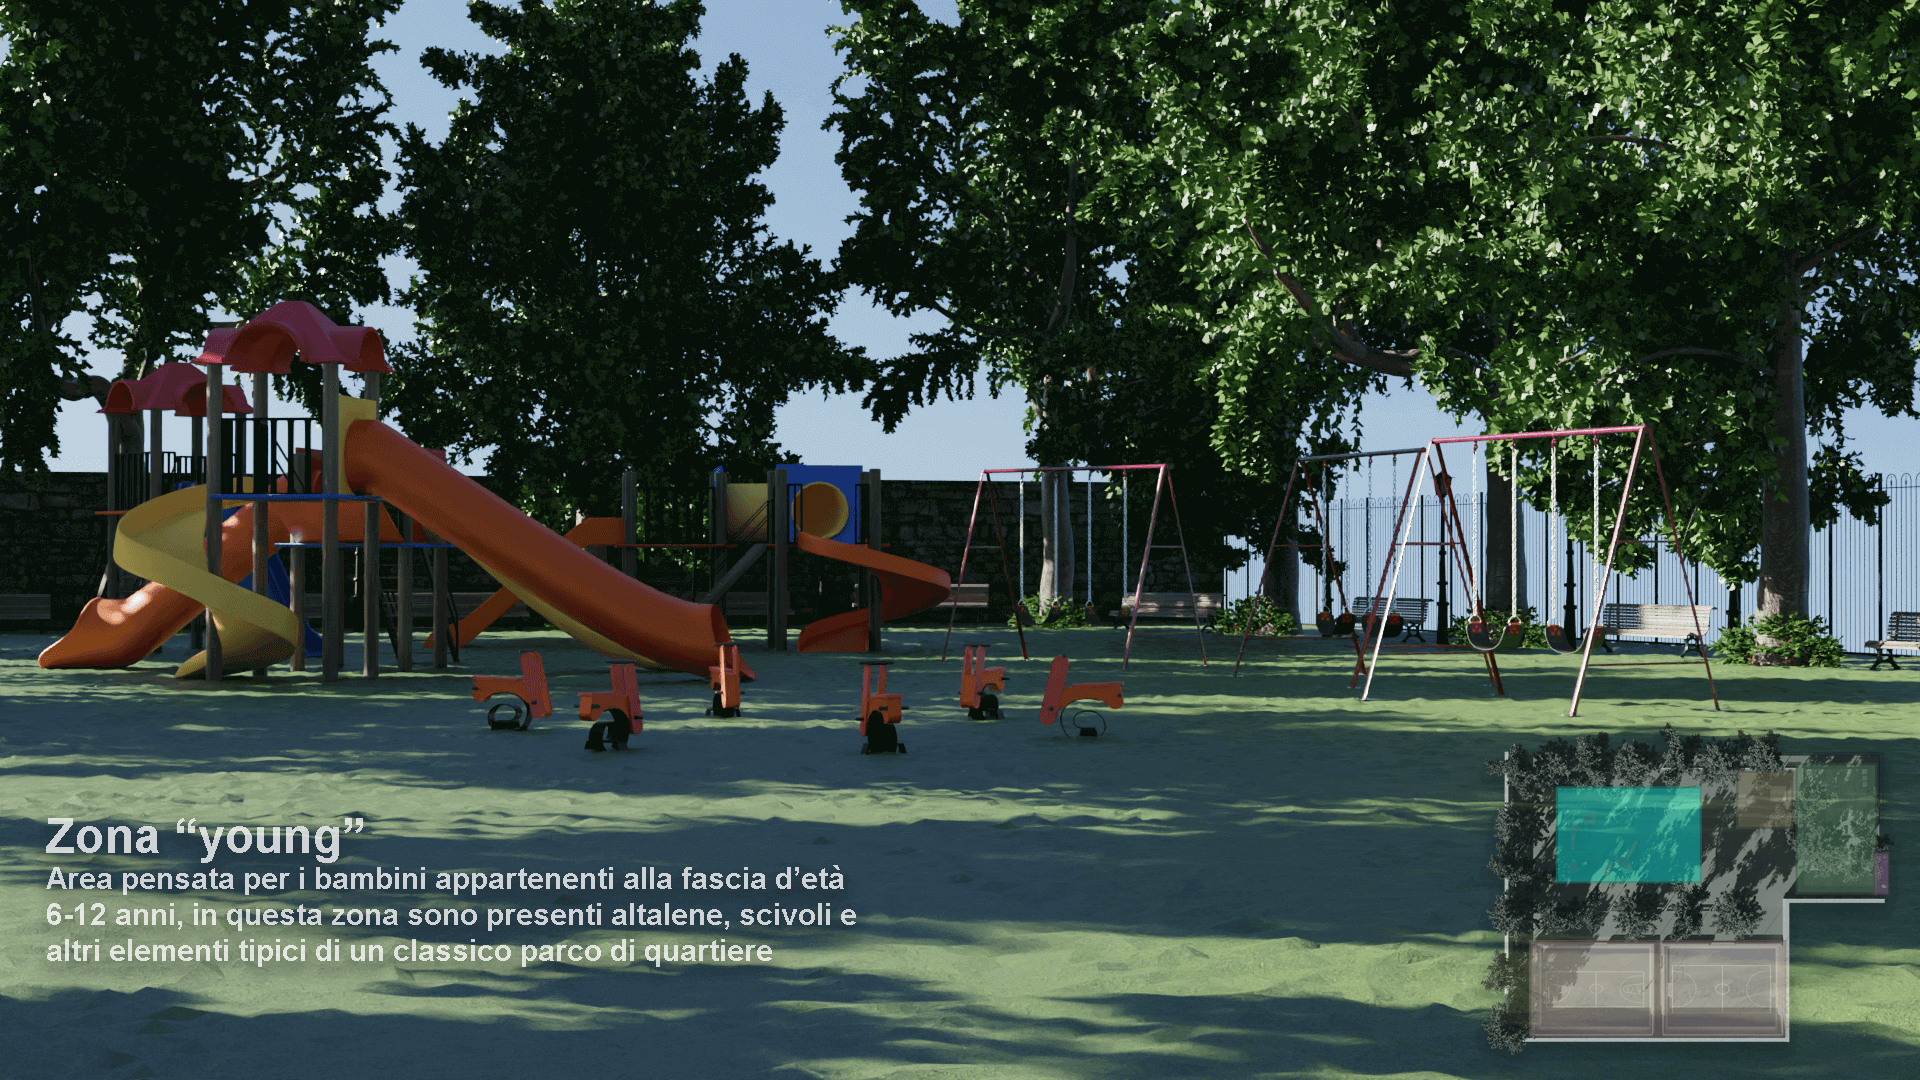 Zona “young”
Area pensata per i bambini appartenenti alla fascia d’età
6-12 anni, in questa zona sono presenti altalene, scivoli e
altri elementi tipici di un classico parco di quartiere